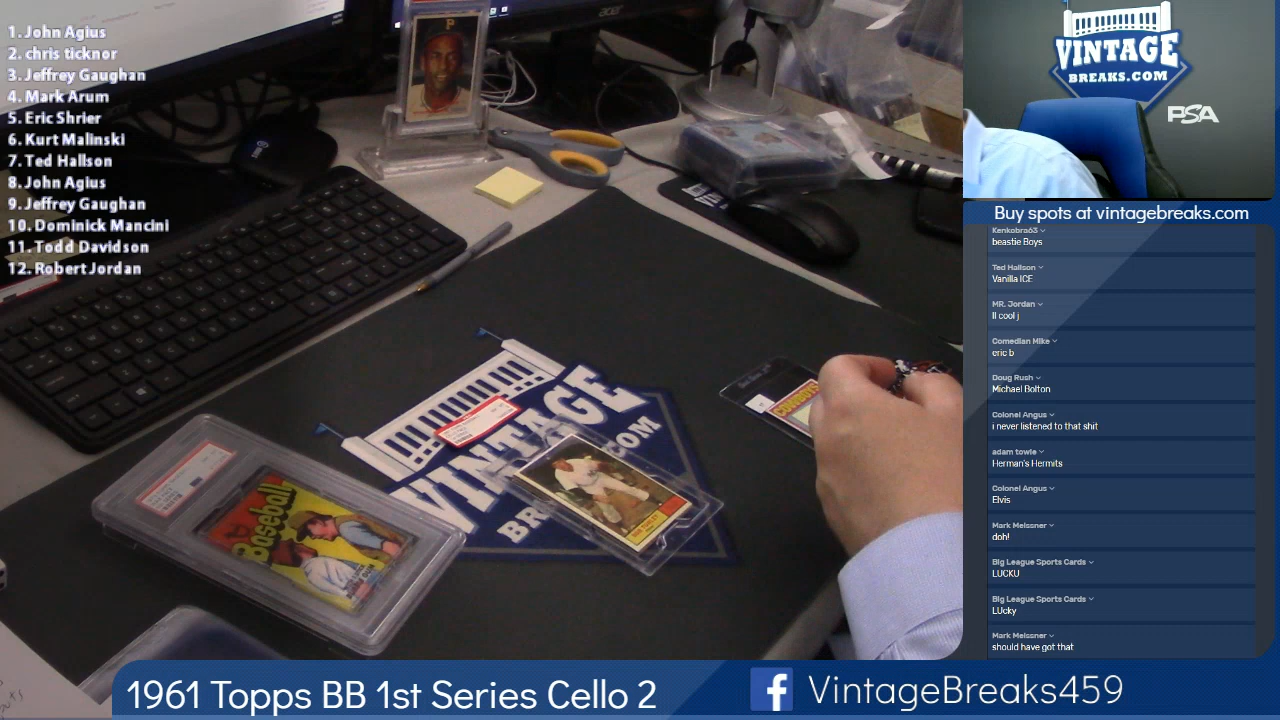 1. John Agius
2. chris ticknor
3. Jeffrey Gaughan
4. Mark Arum
5. Eric Shrier
6. Kurt Malinski
7. Ted Hallson
8. John Agius
9. Jeffrey Gaughan
10. Dominick Mancini
11. Todd Davidson
12. Robert Jordan
acer
P
VINTAGE
VINTAGE
BREAKS.COM
PSA
Buy spots at vintagebreaks.com
Kenkobra63
beastie Boys
Ted Hallson
Vanilla ICE
MR. Jordan
ll cool j
Comedian Mike
eric b
Doug Rush
Michael Bolton
Colonel Angus
i never listened to that shit
adam towle
Herman's Hermits
Colonel Angus
Elvis
Mark Meissner
doh!
Big League Sports Cards
LUCKU
Big League Sports Cards
LUcky
Mark Meissner
should have got that
COWBOYS
VINTAGE
BR
COM
Baseball
1961 Topps BB 1st Series Cello 2
f VintageBreaks459